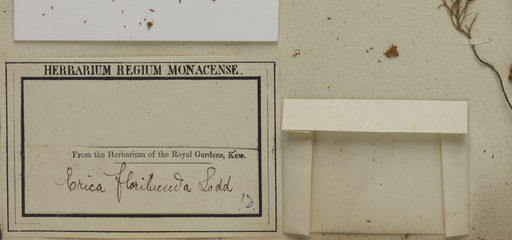 HERBARIUM REGIUM MONACENSE.
From the Herbarium of the Royal Gardens, Kew.
Erica floribunda Lodd